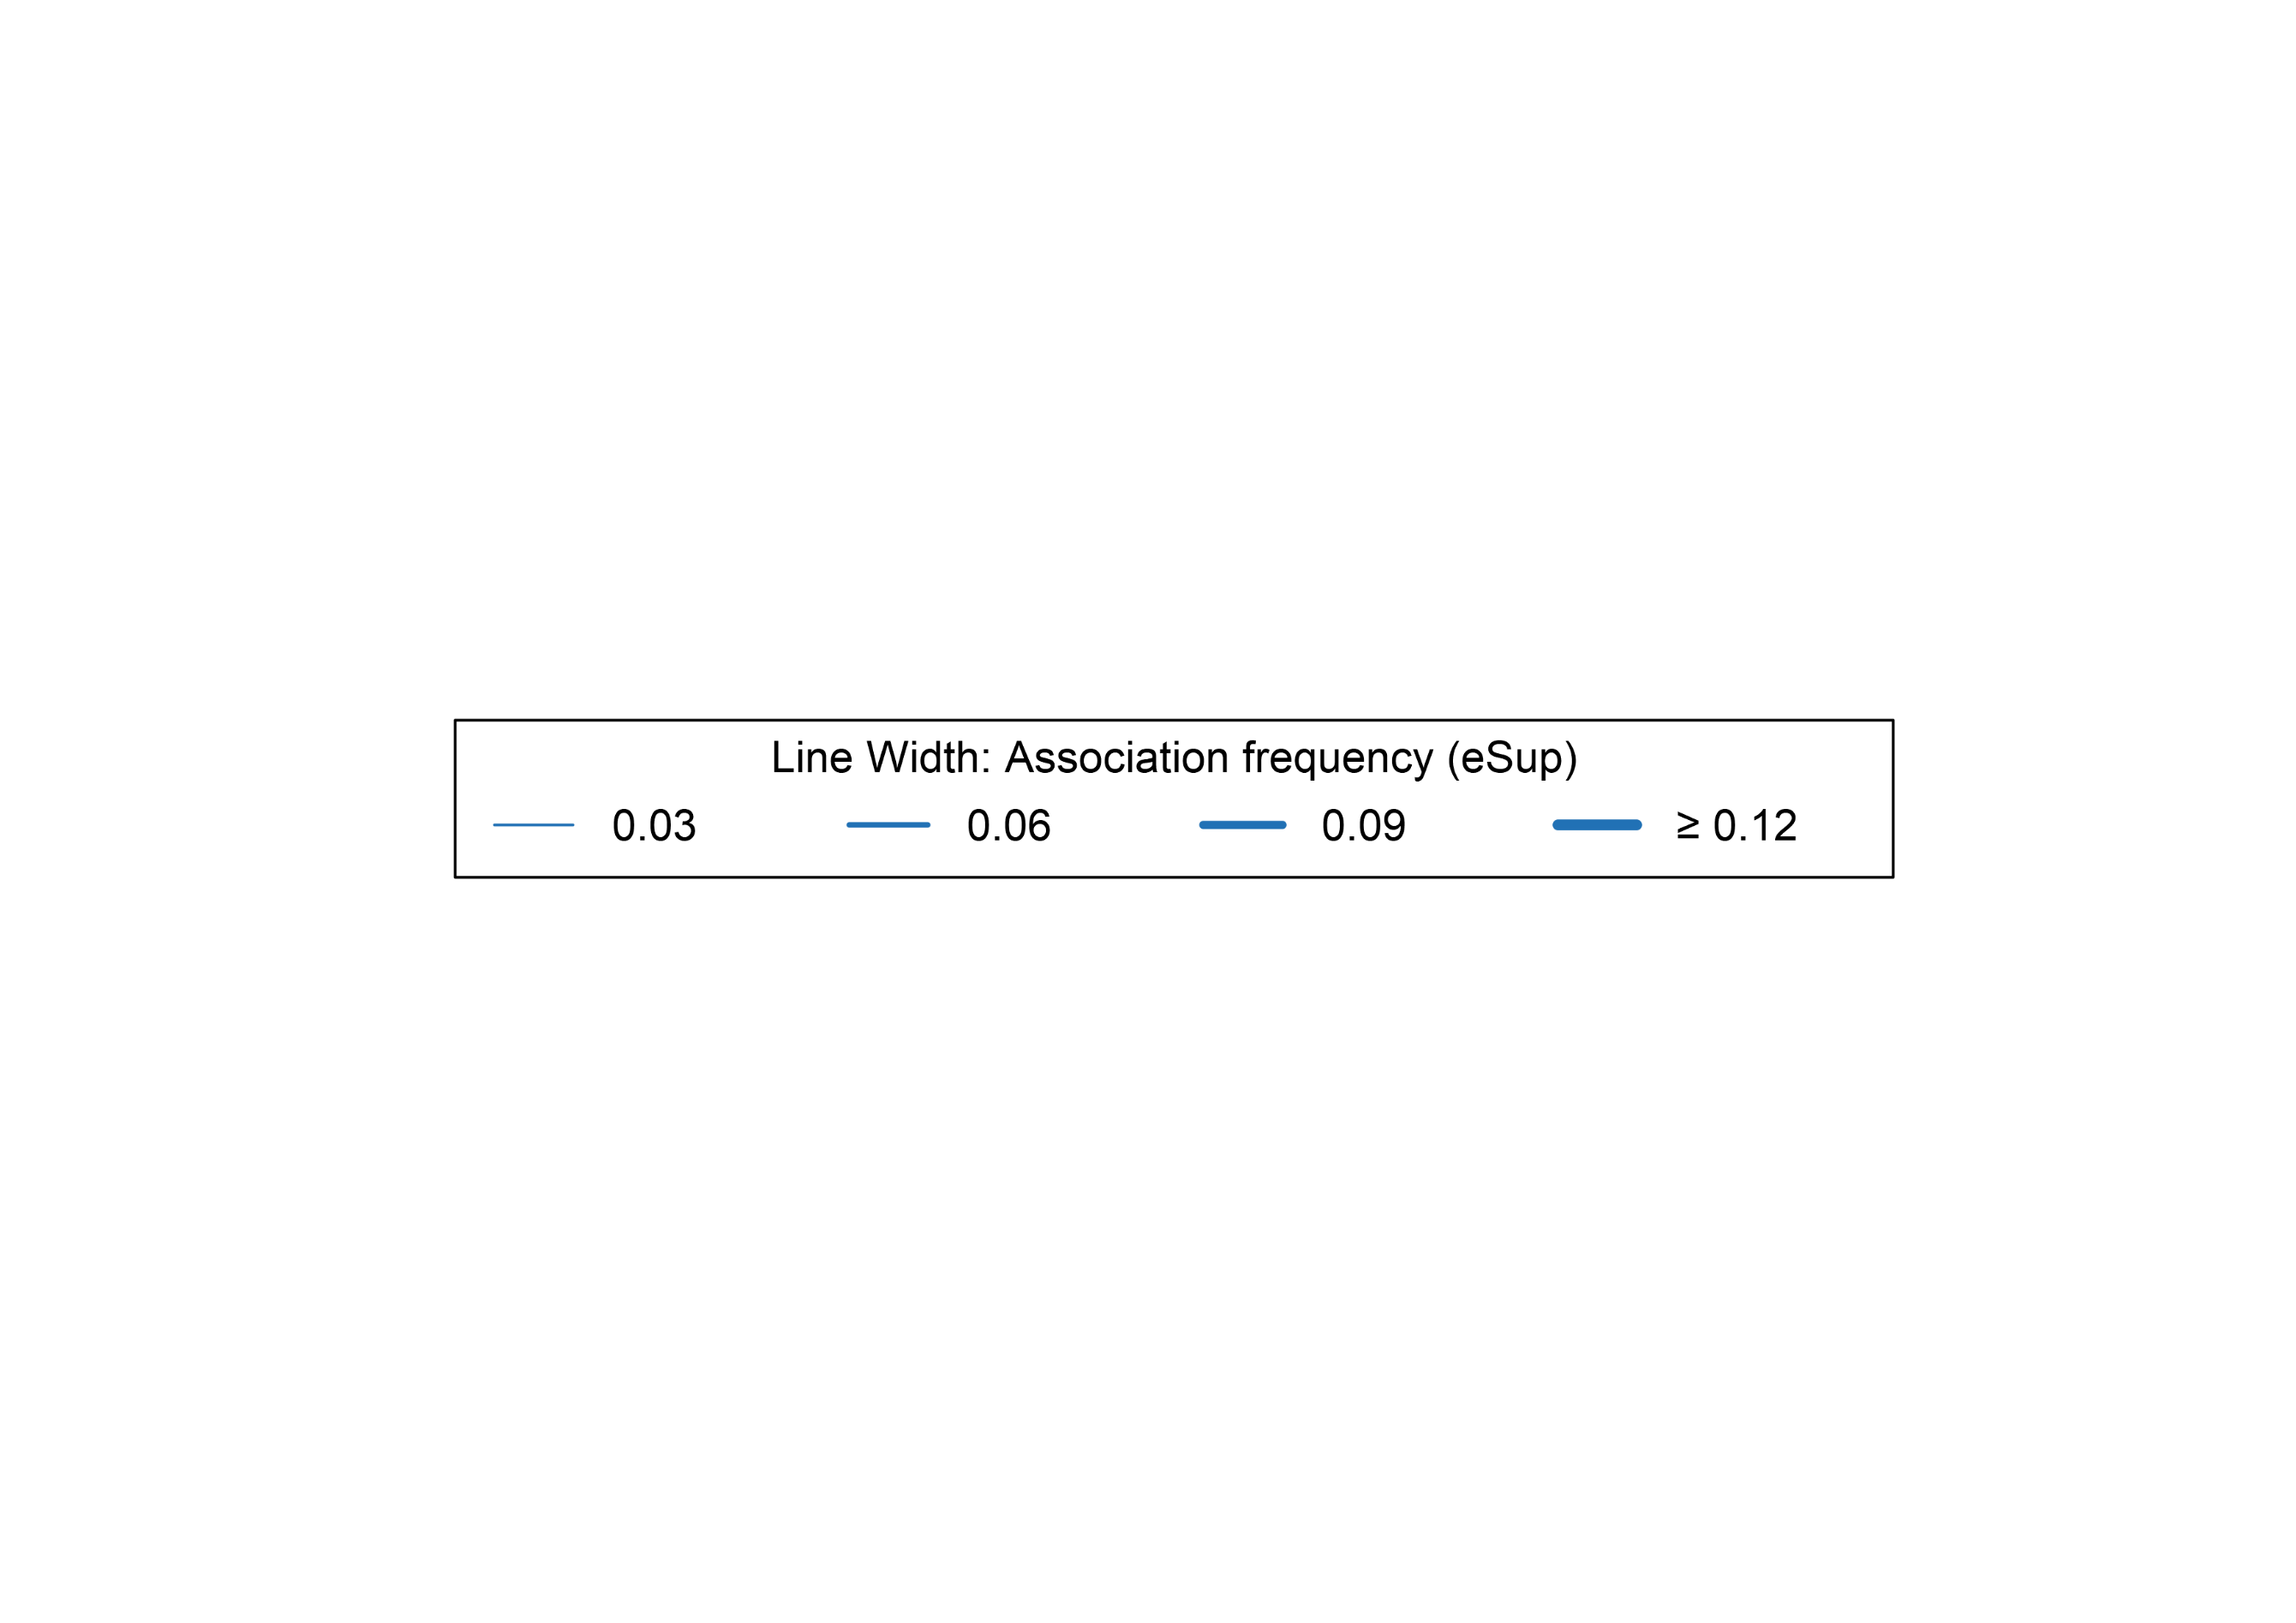 Line Width: Association frequency (eSup)
0.03 0.06 0.09 ≥ 0.12